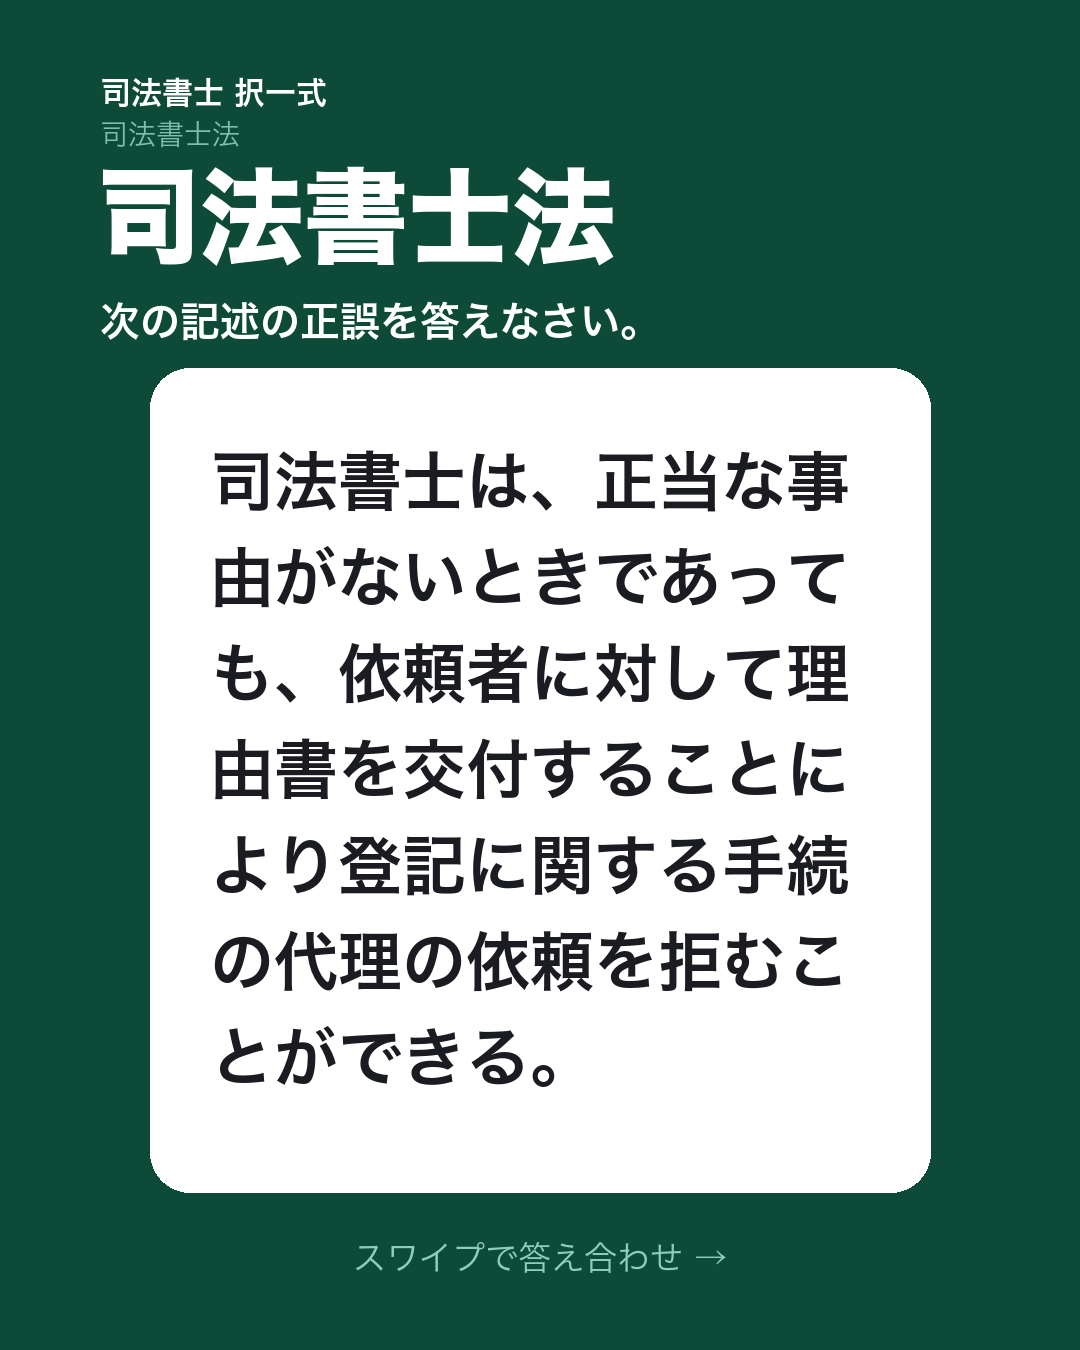 司法書士 択一式
司法書士法
司法書士法
次の記述の正誤を答えなさい。
司法書士は、正当な事
由がないときであって
も、依頼者に対して理
由書を交付することに
より登記に関する手続
の代理の依頼を拒むこ
とができる。
スワイプで答え合わせ →